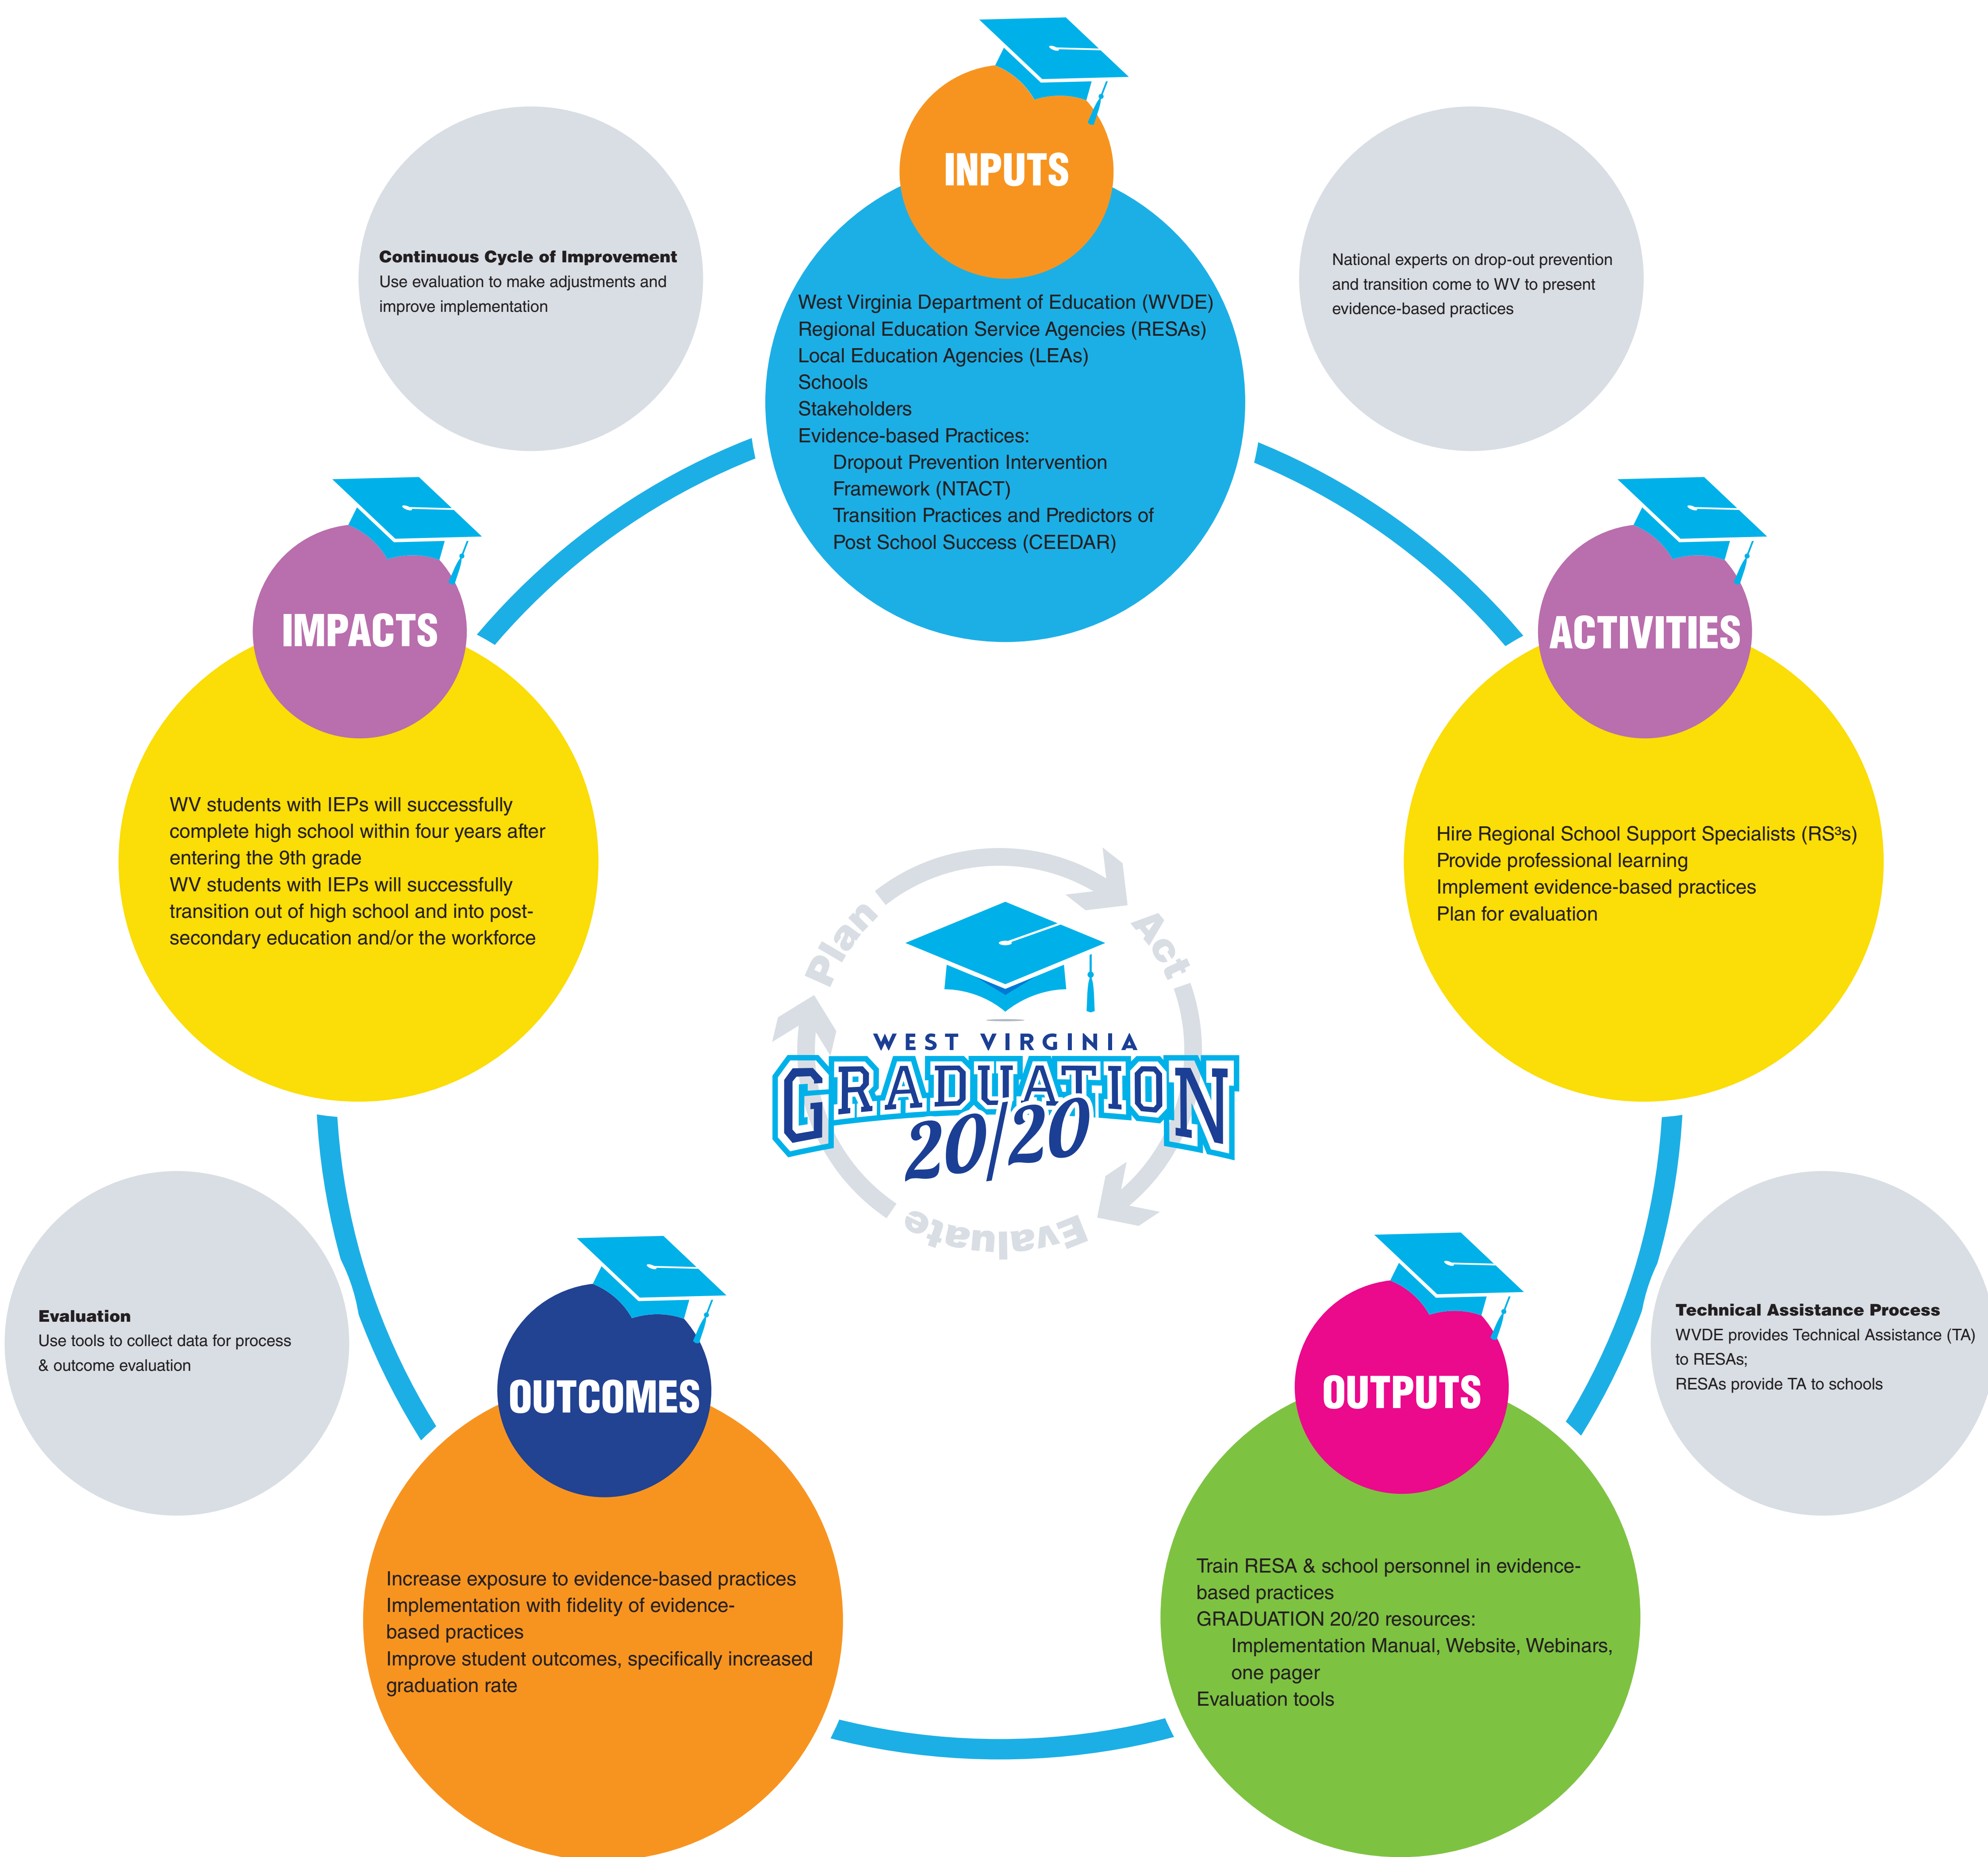 INPUTS
West Virginia Department of Education (WVDE)
Regional Education Service Agencies (RESAs)
Local Education Agencies (LEAs)
Schools
Stakeholders
Evidence-based Practices:
Dropout Prevention Intervention
Framework (NTACT)
Transition Practices and Predictors of
Post School Success (CEEDAR)
National experts on drop-out prevention
and transition come to WV to present
evidence-based practices
ACTIVITIES
Hire Regional School Support Specialists (RS³s)
Provide professional learning
Implement evidence-based practices
Plan for evaluation
Technical Assistance Process
WVDE provides Technical Assistance (TA)
to RESAs;
RESAs provide TA to schools
OUTPUTS
Train RESA & school personnel in evidence-
based practices
GRADUATION 20/20 resources:
Implementation Manual, Website, Webinars,
one pager
Evaluation tools
OUTCOMES
Increase exposure to evidence-based practices
Implementation with fidelity of evidence-
based practices
Improve student outcomes, specifically increased
graduation rate
Evaluation
Use tools to collect data for process
& outcome evaluation
IMPACTS
WV students with IEPs will successfully
complete high school within four years after
entering the 9th grade
WV students with IEPs will successfully
transition out of high school and into post-
secondary education and/or the workforce
Continuous Cycle of Improvement
Use evaluation to make adjustments and
improve implementation
Plan
Act
Evaluate
WEST VIRGINIA
GRADUATION
20/20